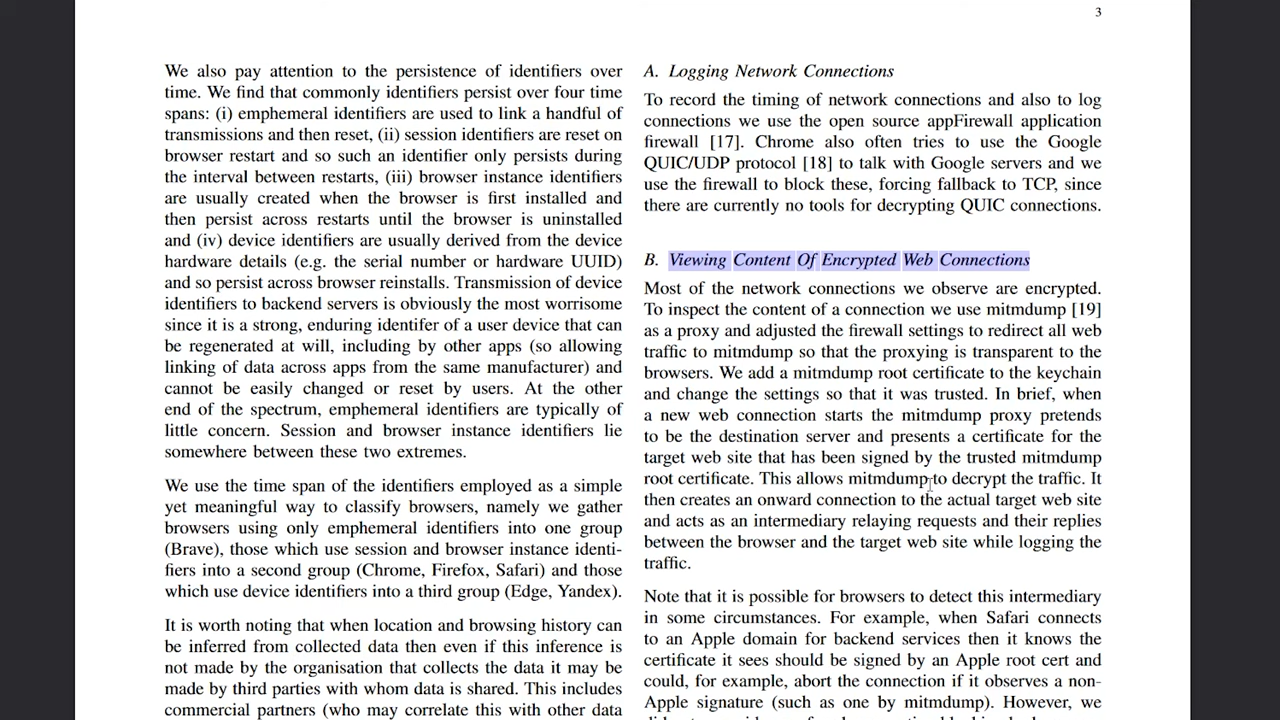 3
We also pay attention to the persistence of identifiers over
time. We find that commonly identifiers persist over four time
spans: (i) emphemeral identifiers are used to link a handful of
transmissions and then reset, (ii) session identifiers are reset on
browser restart and so such an identifier only persists during
the interval between restarts, (iii) browser instance identifiers
are usually created when the browser is first installed and
then persist across restarts until the browser is uninstalled
and (iv) device identifiers are usually derived from the device
hardware details (e.g. the serial number or hardware UUID)
and so persist across browser reinstalls. Transmission of device
identifiers to backend servers is obviously the most worrisome
since it is a strong, enduring identifer of a user device that can
be regenerated at will, including by other apps (so allowing
linking of data across apps from the same manufacturer) and
cannot be easily changed or reset by users. At the other
end of the spectrum, emphemeral identifiers are typically of
little concern. Session and browser instance identifiers lie
somewhere between these two extremes.
We use the time span of the identifiers employed as a simple
yet meaningful way to classify browsers, namely we gather
browsers using only emphemeral identifiers into one group
(Brave), those which use session and browser instance identi-
fiers into a second group (Chrome, Firefox, Safari) and those
which use device identifiers into a third group (Edge, Yandex).
It is worth noting that when location and browsing history can
be inferred from collected data then even if this inference is
not made by the organisation that collects the data it may be
made by third parties with whom data is shared. This includes
commercial partners (who may correlate this with other data
A. Logging Network Connections
To record the timing of network connections and also to log
connections we use the open source appFirewall application
firewall [17]. Chrome also often tries to use the Google
QUIC/UDP protocol [18] to talk with Google servers and we
use the firewall to block these, forcing fallback to TCP, since
there are currently no tools for decrypting QUIC connections.
B. Viewing Content Of Encrypted Web Connections
Most of the network connections we observe are encrypted.
To inspect the content of a connection we use mitmdump [19]
as a proxy and adjusted the firewall settings to redirect all web
traffic to mitmdump so that the proxying is transparent to the
browsers. We add a mitmdump root certificate to the keychain
and change the settings so that it was trusted. In brief, when
a new web connection starts the mitmdump proxy pretends
to be the destination server and presents a certificate for the
target web site that has been signed by the trusted mitmdump
root certificate. This allows mitmdump to decrypt the traffic. It
then creates an onward connection to the actual target web site
and acts as an intermediary relaying requests and their replies
between the browser and the target web site while logging the
traffic.
Note that it is possible for browsers to detect this intermediary
in some circumstances. For example, when Safari connects
to an Apple domain for backend services then it knows the
certificate it sees should be signed by an Apple root cert and
could, for example, abort the connection if it observes a non-
Apple signature (such as one by mitmdump). However, we